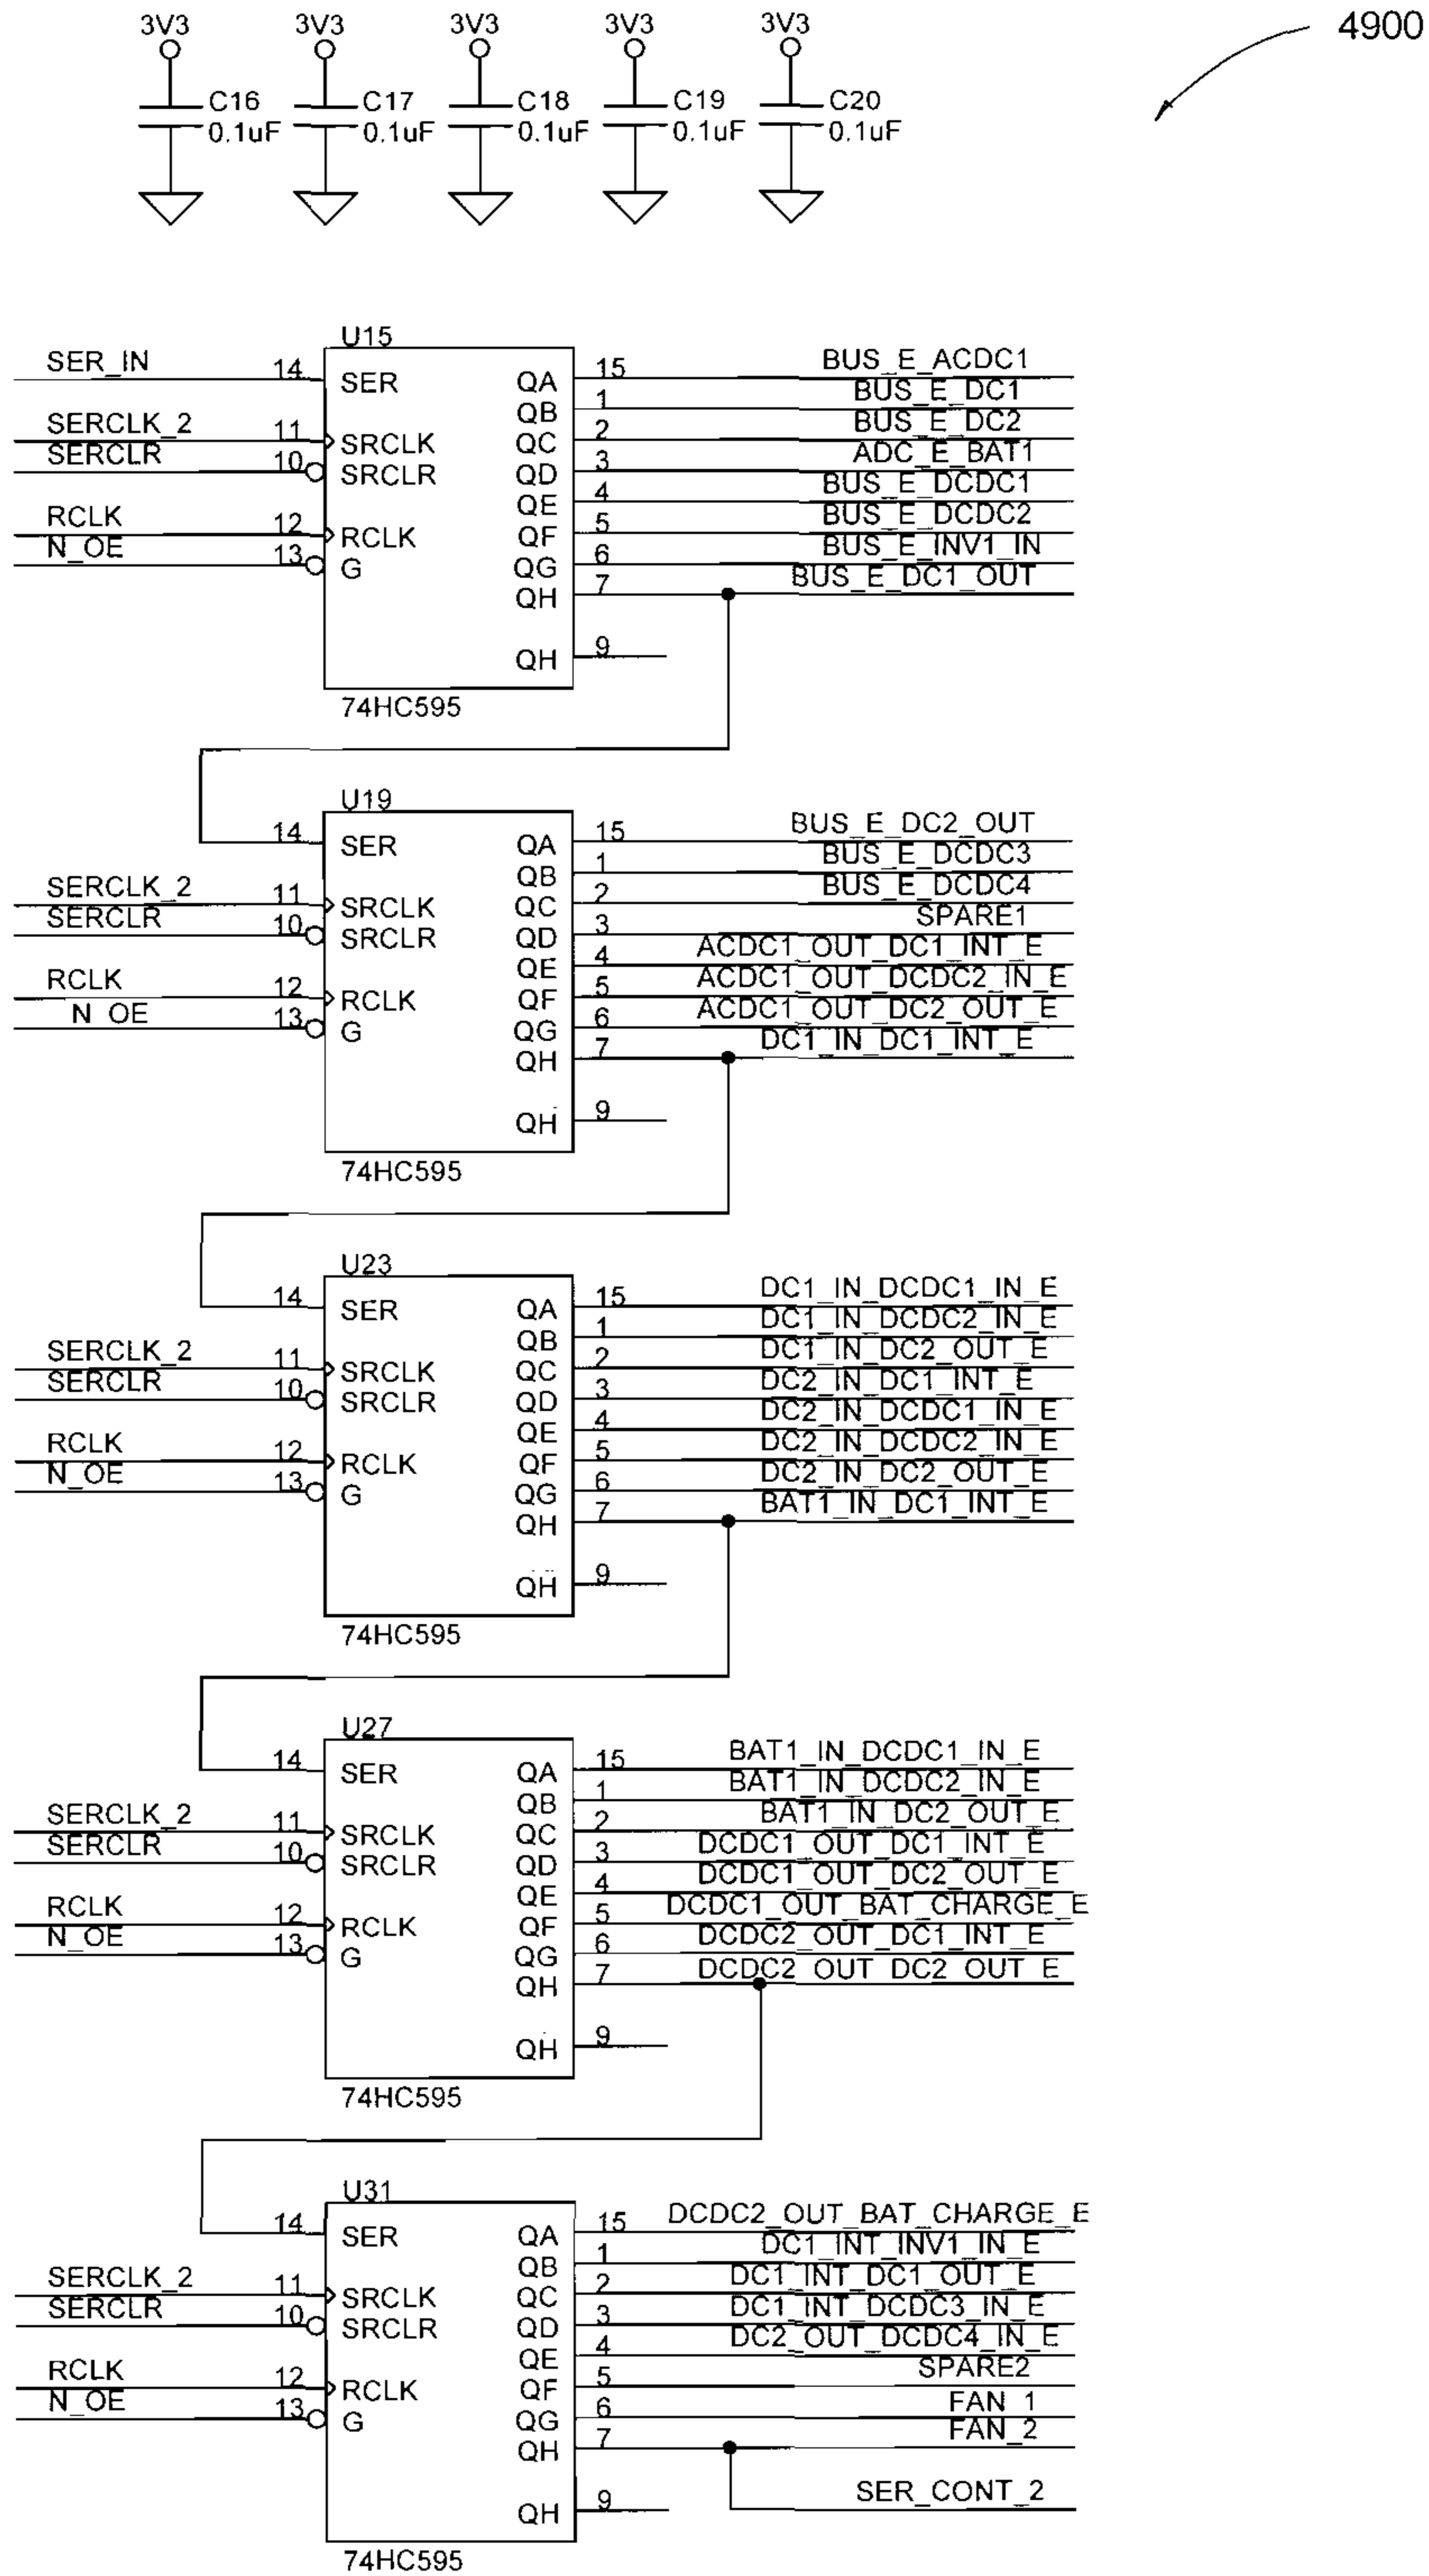 4900
3V3 3V3 3V3 3V3 3V3
C16 C17 C18 C19 C20
0.1uF 0.1uF 0.1uF 0.1uF 0.1uF
U15
SER_IN 14 SER QA 15 BUS_E_ACDC1
QB 1 BUS_E_DC1
SERCLK_2 11 SRCLK QC 2 BUS_E_DC2
SERCLR 10 SRCLR QD 3 ADC_E_BAT1
QE 4 BUS_E_DCDC1
RCLK 12 RCLK QF 5 BUS_E_DCDC2
N_OE 13 G QG 6 BUS_E_INV1_IN
QH 7 BUS_E_DC1_OUT
QH 9
74HC595
U19
14 SER QA 15 BUS_E_DC2_OUT
QB 1 BUS_E_DCDC3
SERCLK_2 11 SRCLK QC 2 BUS_E_DCDC4
SERCLR 10 SRCLR QD 3 SPARE1
QE 4 ACDC1_OUT_DC1_INT_E
RCLK 12 RCLK QF 5 ACDC1_OUT_DCDC2_IN_E
N_OE 13 G QG 6 ACDC1_OUT_DC2_OUT_E
QH 7 DC1_IN_DC1_INT_E
QH 9
74HC595
U23
14 SER QA 15 DC1_IN_DCDC1_IN_E
QB 1 DC1_IN_DCDC2_IN_E
SERCLK_2 11 SRCLK QC 2 DC1_IN_DC2_OUT_E
SERCLR 10 SRCLR QD 3 DC2_IN_DC1_INT_E
QE 4 DC2_IN_DCDC1_IN_E
RCLK 12 RCLK QF 5 DC2_IN_DCDC2_IN_E
N_OE 13 G QG 6 DC2_IN_DC2_OUT_E
QH 7 BAT1_IN_DC1_INT_E
QH 9
74HC595
U27
14 SER QA 15 BAT1_IN_DCDC1_IN_E
QB 1 BAT1_IN_DCDC2_IN_E
SERCLK_2 11 SRCLK QC 2 BAT1_IN_DC2_OUT_E
SERCLR 10 SRCLR QD 3 DCDC1_OUT_DC1_INT_E
QE 4 DCDC1_OUT_DC2_OUT_E
RCLK 12 RCLK QF 5 DCDC1_OUT_BAT_CHARGE_E
N_OE 13 G QG 6 DCDC2_OUT_DC1_INT_E
QH 7 DCDC2_OUT_DC2_OUT_E
QH 9
74HC595
U31
14 SER QA 15 DCDC2_OUT_BAT_CHARGE_E
QB 1 DC1_INT_INV1_IN_E
SERCLK_2 11 SRCLK QC 2 DC1_INT_DC1_OUT_E
SERCLR 10 SRCLR QD 3 DC1_INT_DCDC3_IN_E
QE 4 DC2_OUT_DCDC4_IN_E
RCLK 12 RCLK QF 5 SPARE2
N_OE 13 G QG 6 FAN_1
QH 7 FAN_2
QH 9 SER_CONT_2
74HC595